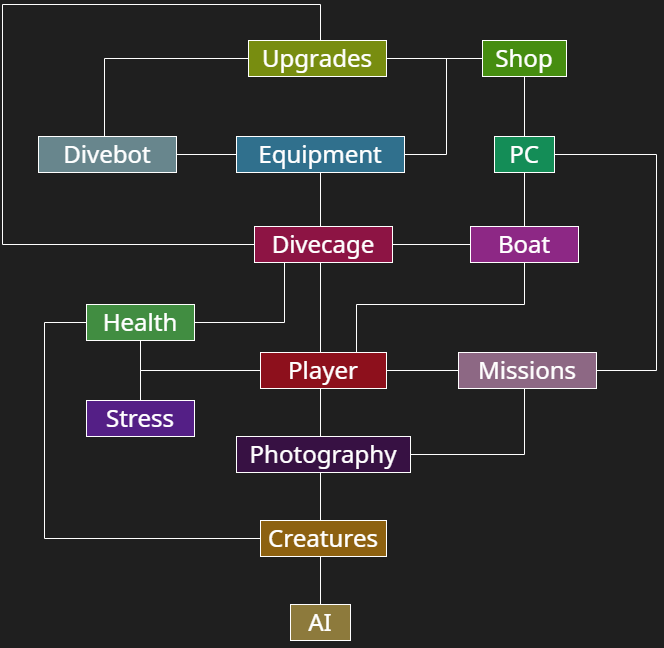 Upgrades
Shop
Divebot
Equipment
PC
Divecage
Boat
Health
Player
Missions
Stress
Photography
Creatures
AI